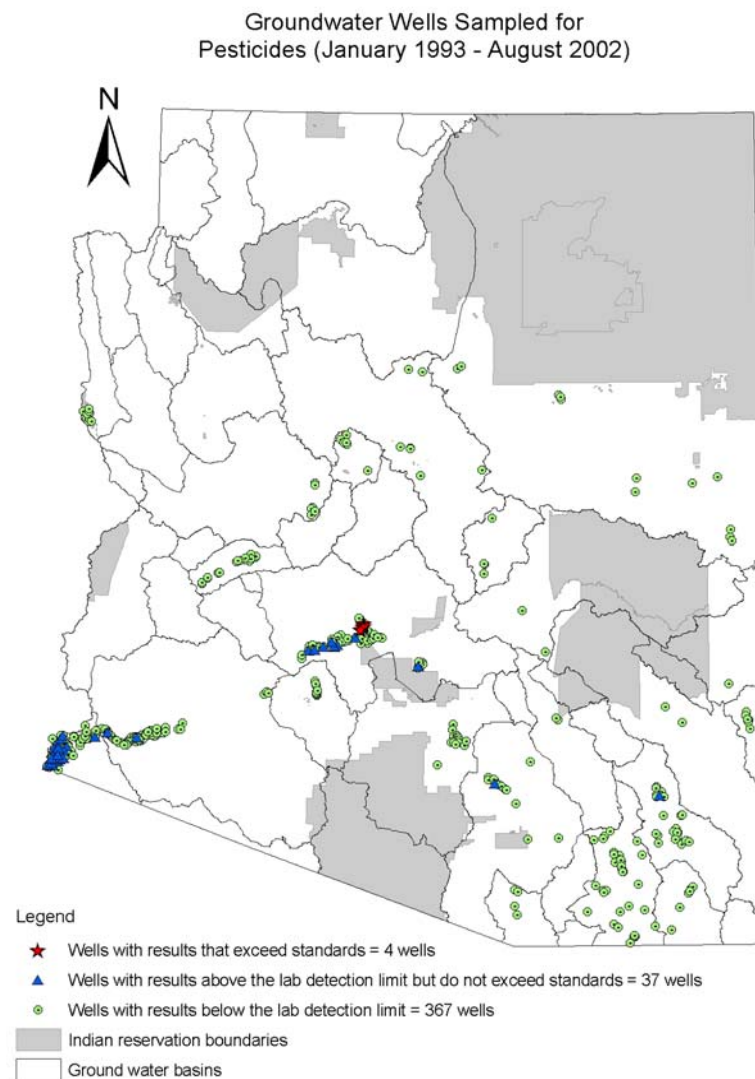 Groundwater Wells Sampled for
Pesticides (January 1993 - August 2002)
N
Legend
Wells with results that exceed standards = 4 wells
Wells with results above the lab detection limit but do not exceed standards = 37 wells
Wells with results below the lab detection limit = 367 wells
Indian reservation boundaries
Ground water basins